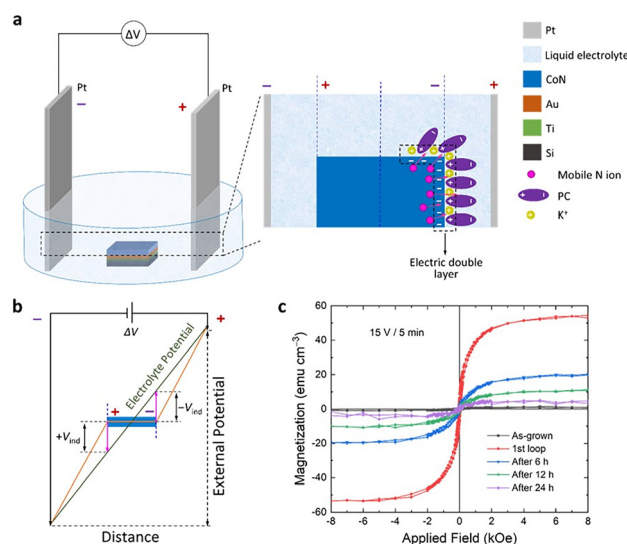 a
ΔV
Pt
Pt
−
+
+
−
−
+
Electric double
layer
Pt
Liquid electrolyte
CoN
Au
Ti
Si
Mobile N ion
PC
K⁺
b
−
+
ΔV
Electrolyte Potential
+
−
−V_ind
+V_ind
External Potential
Distance
c
60
40
20
0
-20
-40
-60
Magnetization (emu cm⁻³)
15 V / 5 min
As-grown
1st loop
After 6 h
After 12 h
After 24 h
-8 -6 -4 -2 0 2 4 6 8
Applied Field (kOe)